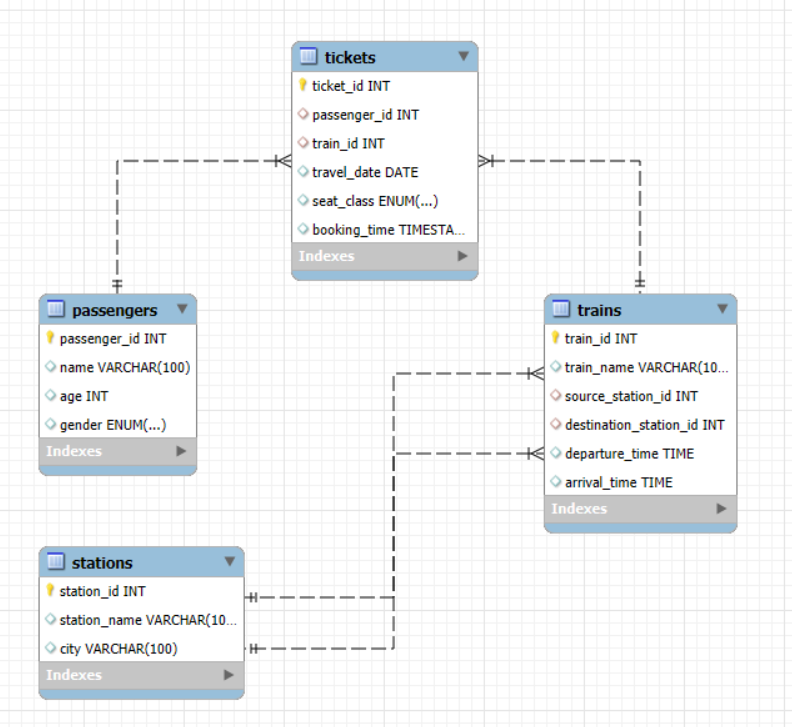 tickets
ticket_id INT
passenger_id INT
train_id INT
travel_date DATE
seat_class ENUM(...)
booking_time TIMESTA...
Indexes
passengers
passenger_id INT
name VARCHAR(100)
age INT
gender ENUM(...)
Indexes
trains
train_id INT
train_name VARCHAR(10...
source_station_id INT
destination_station_id INT
departure_time TIME
arrival_time TIME
Indexes
stations
station_id INT
station_name VARCHAR(10...
city VARCHAR(100)
Indexes